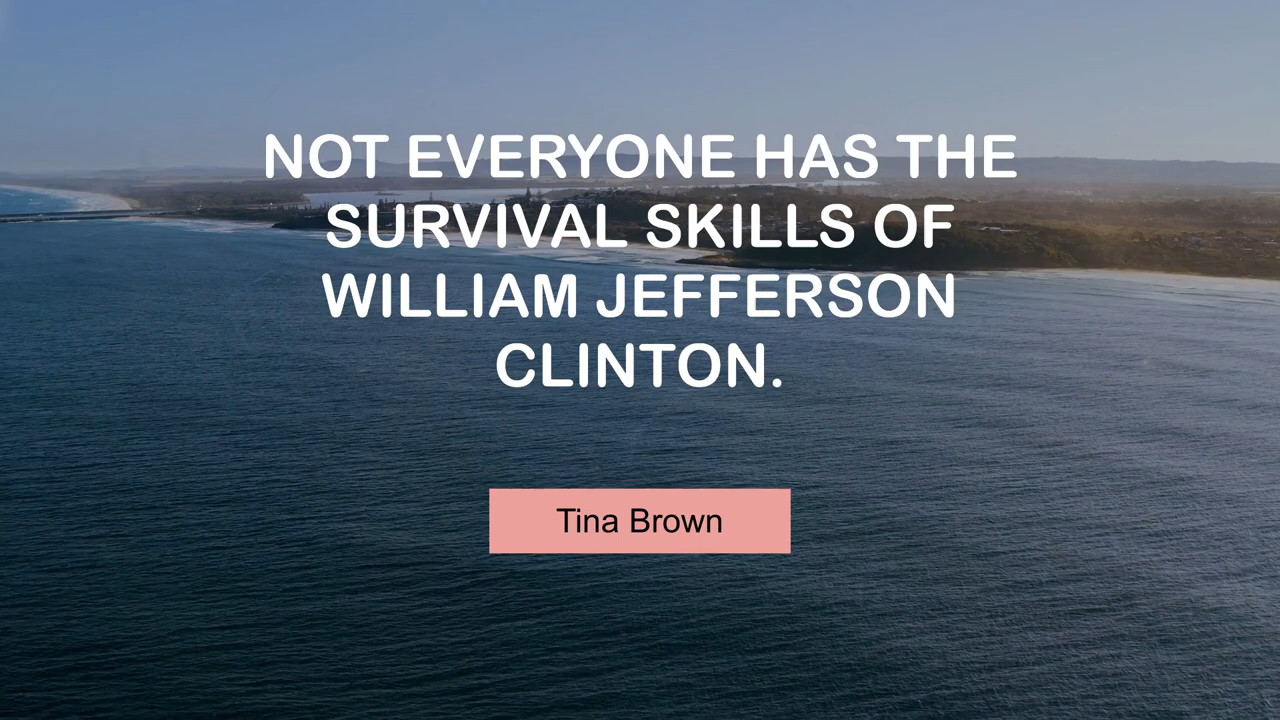 NOT EVERYONE HAS THE
SURVIVAL SKILLS OF
WILLIAM JEFFERSON
CLINTON.
Tina Brown